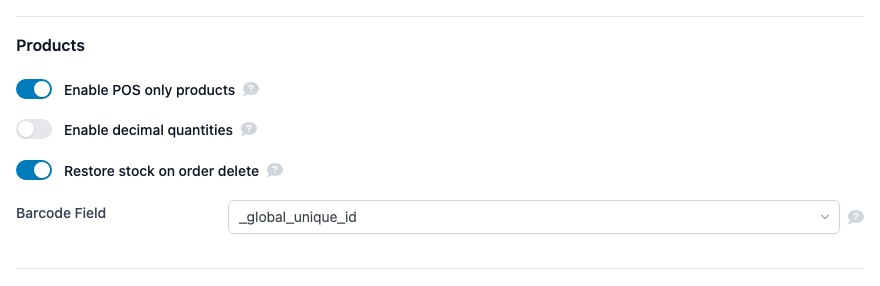 Products
Enable POS only products ?
Enable decimal quantities ?
Restore stock on order delete ?
Barcode Field
_global_unique_id ?